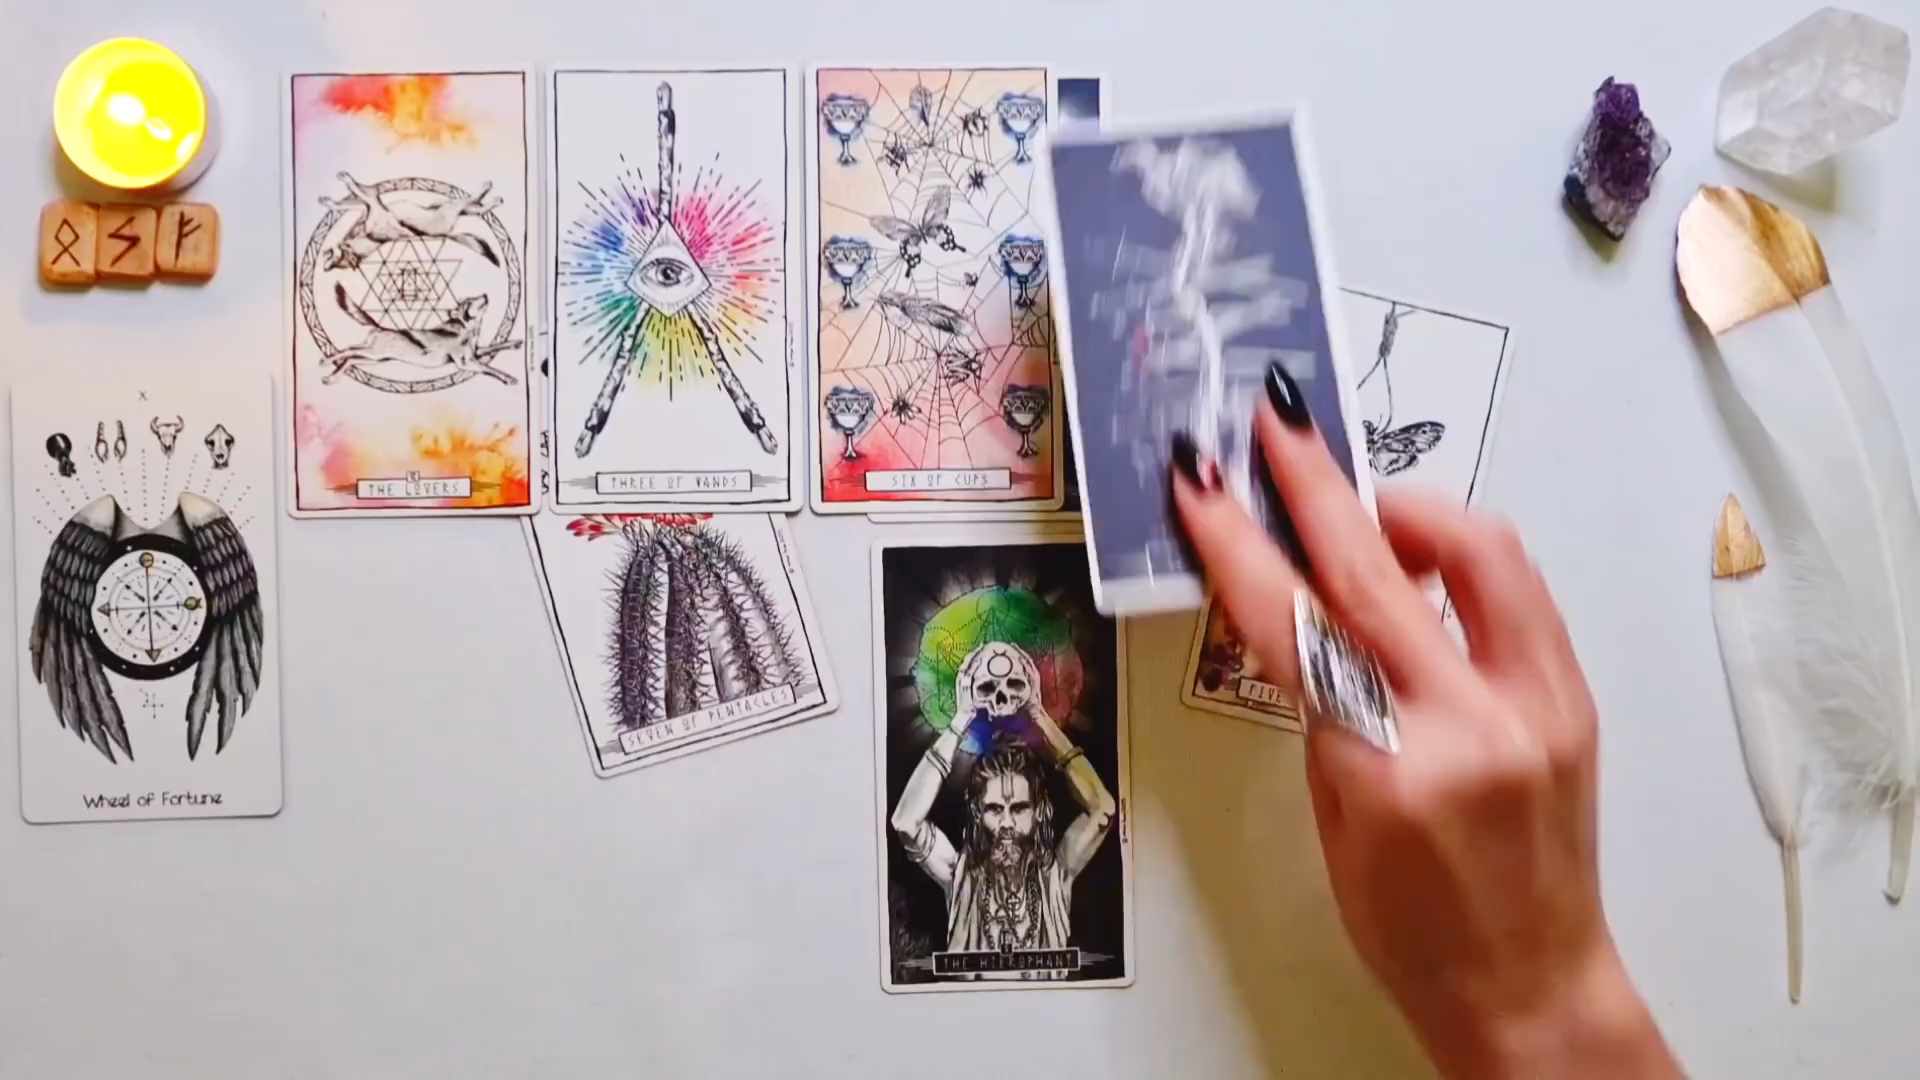 X
Wheel of Fortune
THE LOVERS
THREE OF WANDS
SIX OF CUPS
SEVEN OF PENTACLES
THE HIEROPHANT
FIVE